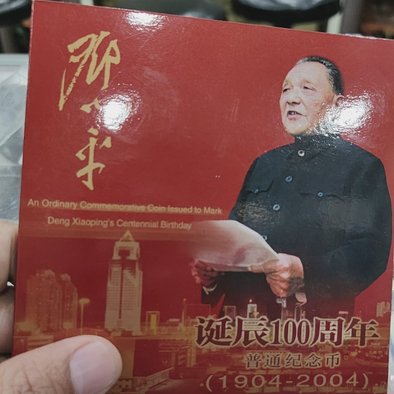 邓小平
An Ordinary Commemorative Coin Issued to Mark
Deng Xiaoping's Centennial Birthday
诞辰100周年
普通纪念币
(1904-2004)